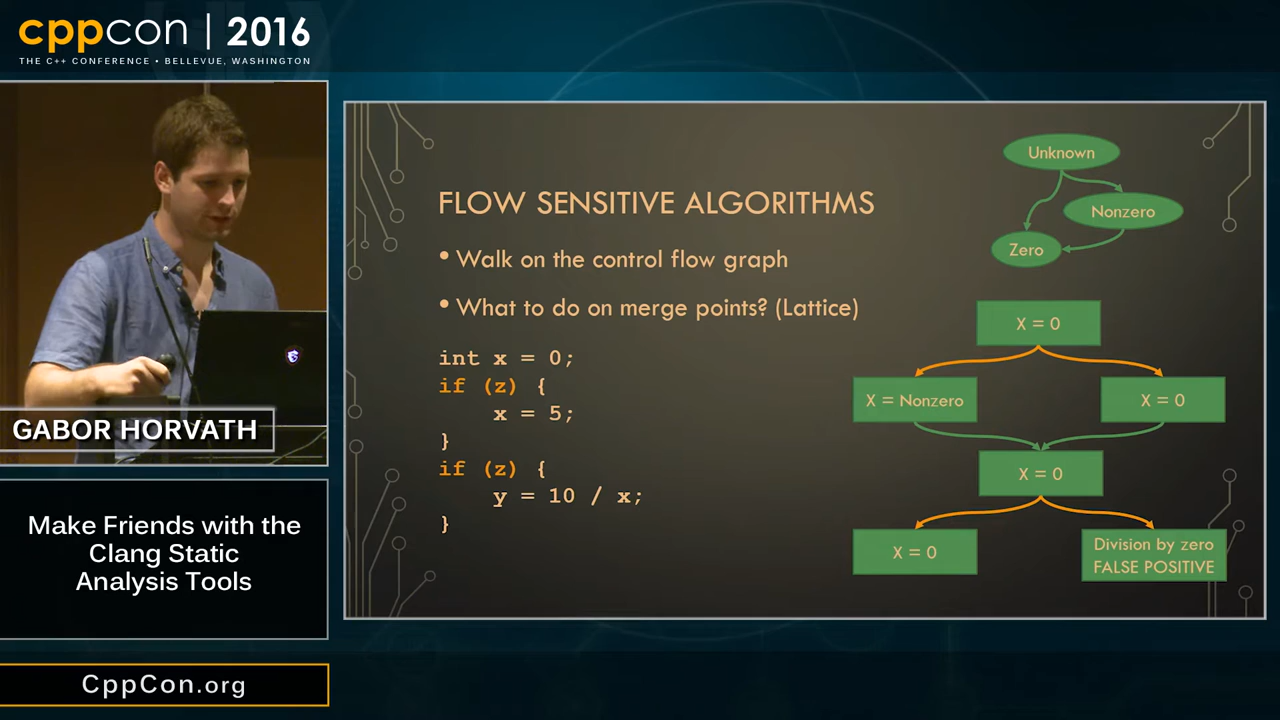 cppcon | 2016
THE C++ CONFERENCE • BELLEVUE, WASHINGTON
GABOR HORVATH
Make Friends with the
Clang Static
Analysis Tools
CppCon.org
FLOW SENSITIVE ALGORITHMS
• Walk on the control flow graph
• What to do on merge points? (Lattice)
int x = 0;
if (z) {
    x = 5;
}
if (z) {
    y = 10 / x;
}
Unknown
Nonzero
Zero
X = 0
X = Nonzero
X = 0
X = 0
X = 0
Division by zero
FALSE POSITIVE